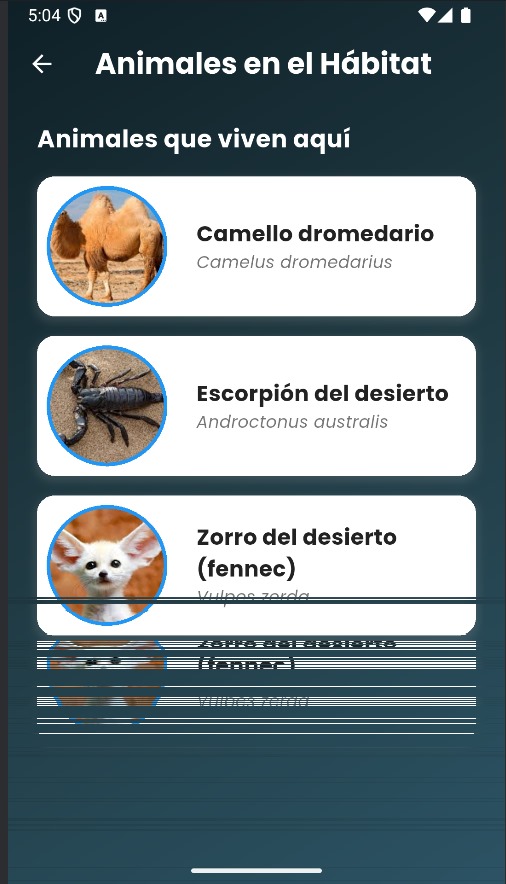 5:04
Animales en el Hábitat
Animales que viven aquí
Camello dromedario
Camelus dromedarius
Escorpión del desierto
Androctonus australis
Zorro del desierto
(fennec)
Vulpes zerda
Zorro del desierto
(fennec)
Vulpes zerda